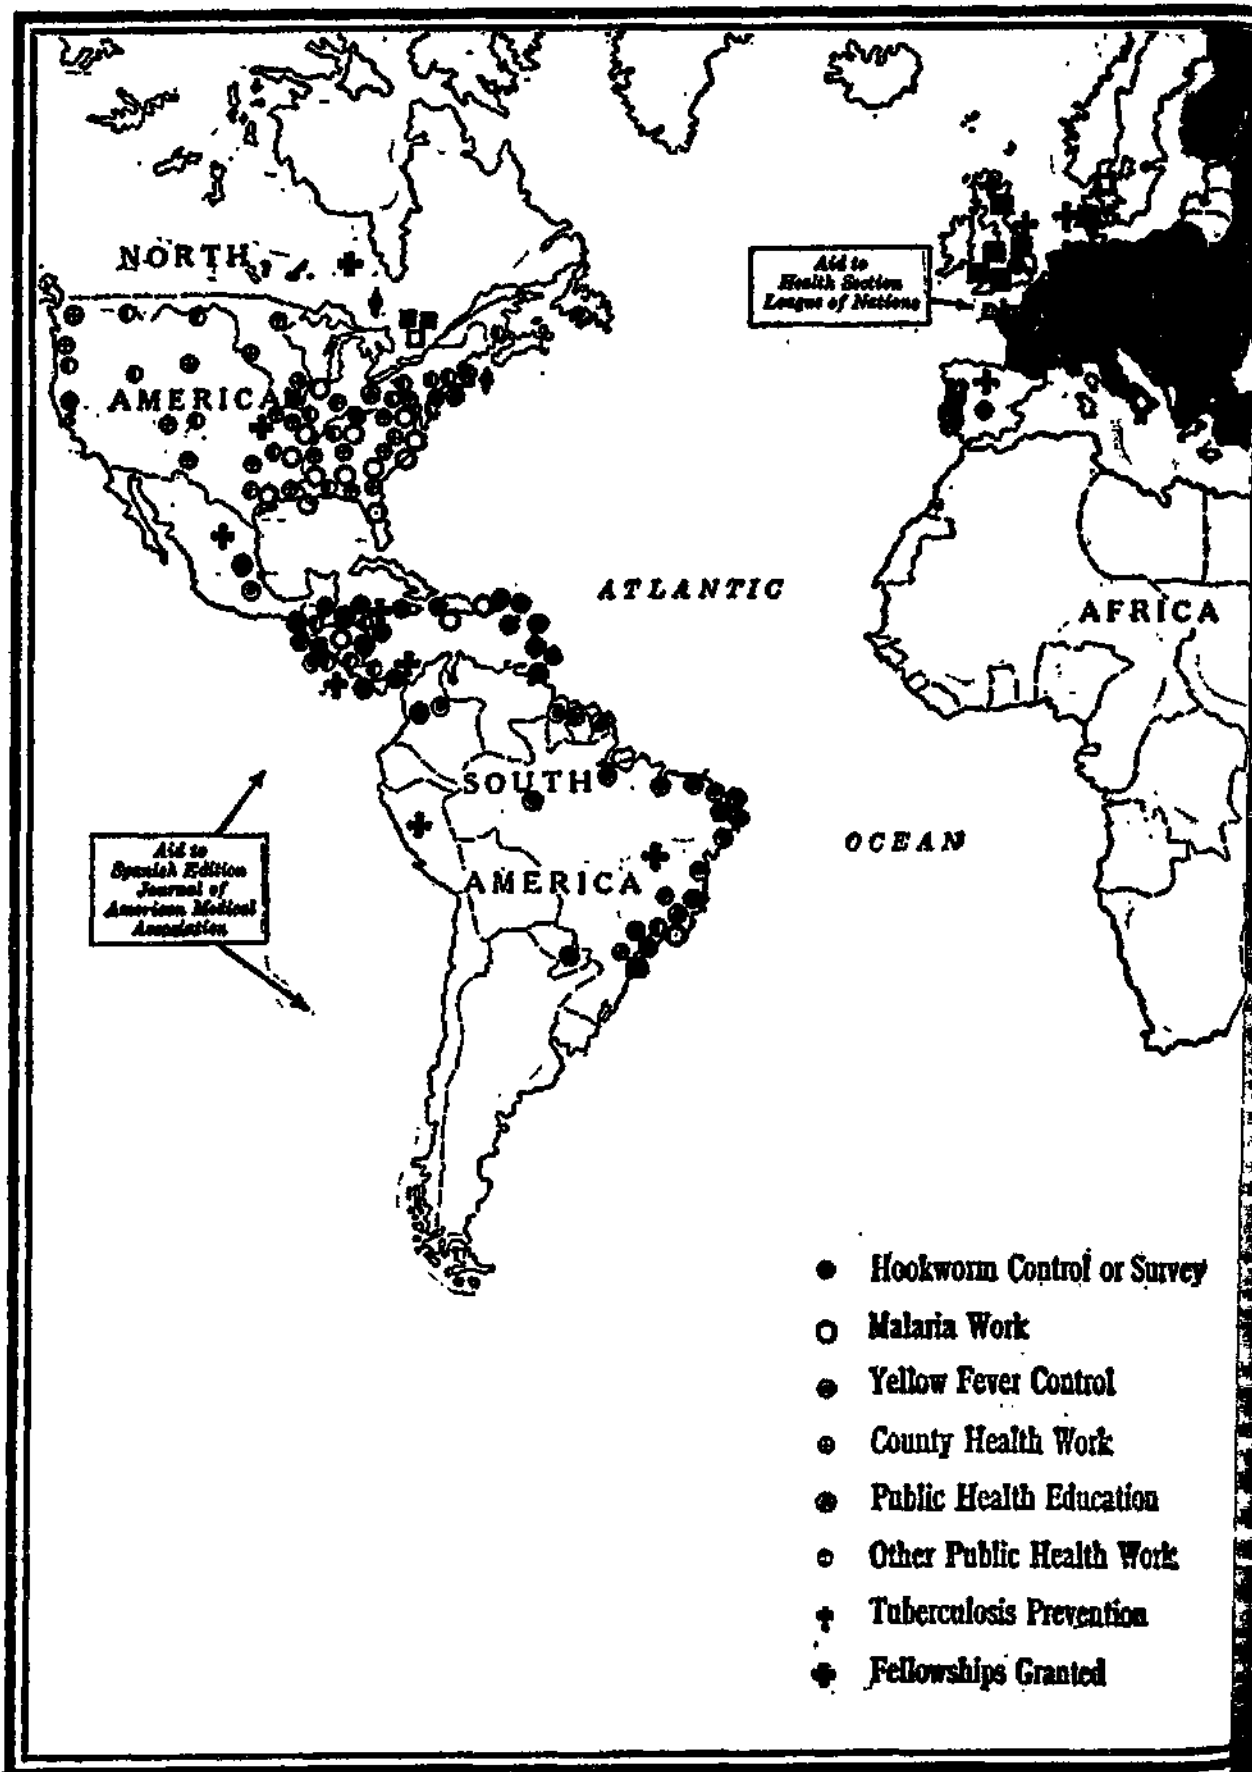 NORTH
AMERICA
Aid to
Health Section
League of Nations
ATLANTIC
AFRICA
SOUTH
OCEAN
AMERICA
Aid to
Spanish Edition
Journal of
American Medical
Association
Hookworm Control or Survey
Malaria Work
Yellow Fever Control
County Health Work
Public Health Education
Other Public Health Work
Tuberculosis Prevention
Fellowships Granted